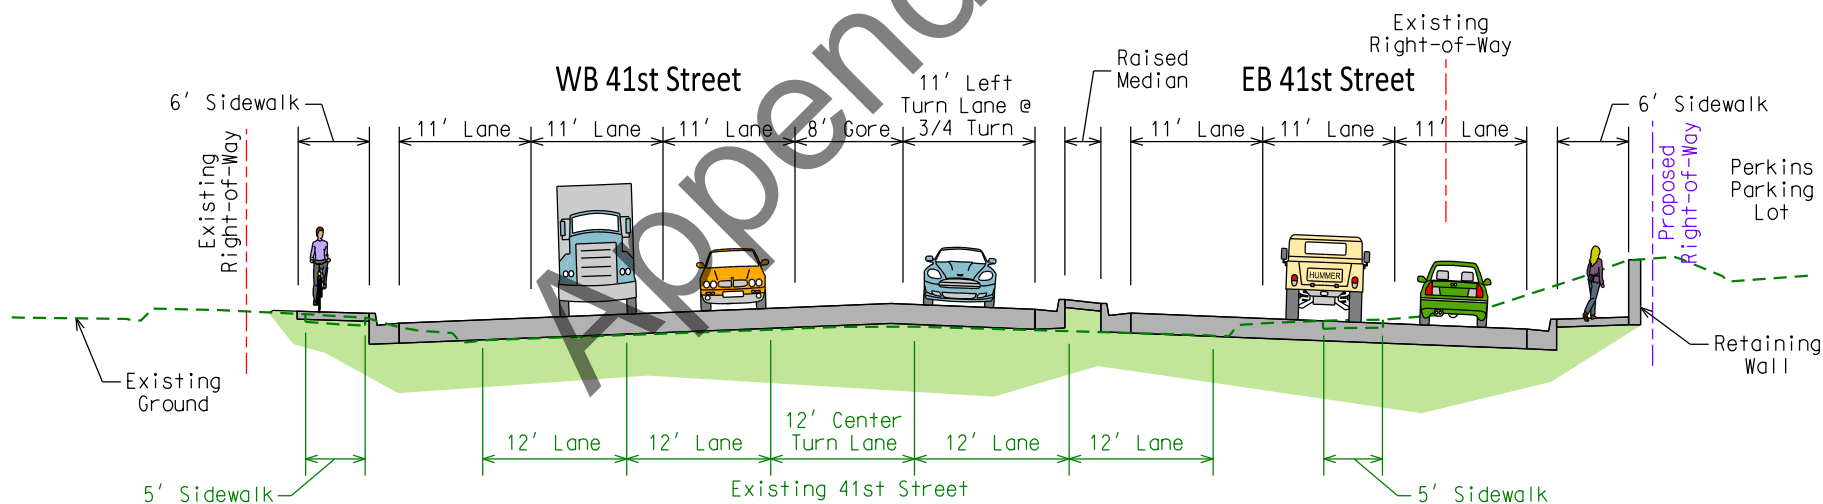 Existing
Right-of-Way
WB 41st Street
EB 41st Street
Raised
Median
6' Sidewalk
11' Left
Turn Lane @
3/4 Turn
6' Sidewalk
11' Lane
11' Lane
11' Lane
8' Gore
11' Lane
11' Lane
11' Lane
Existing
Right-of-Way
Proposed
Right-of-Way
Perkins
Parking
Lot
HUMMER
Append
Existing
Ground
Retaining
Wall
12' Lane
12' Lane
12' Center
Turn Lane
12' Lane
12' Lane
5' Sidewalk
Existing 41st Street
5' Sidewalk